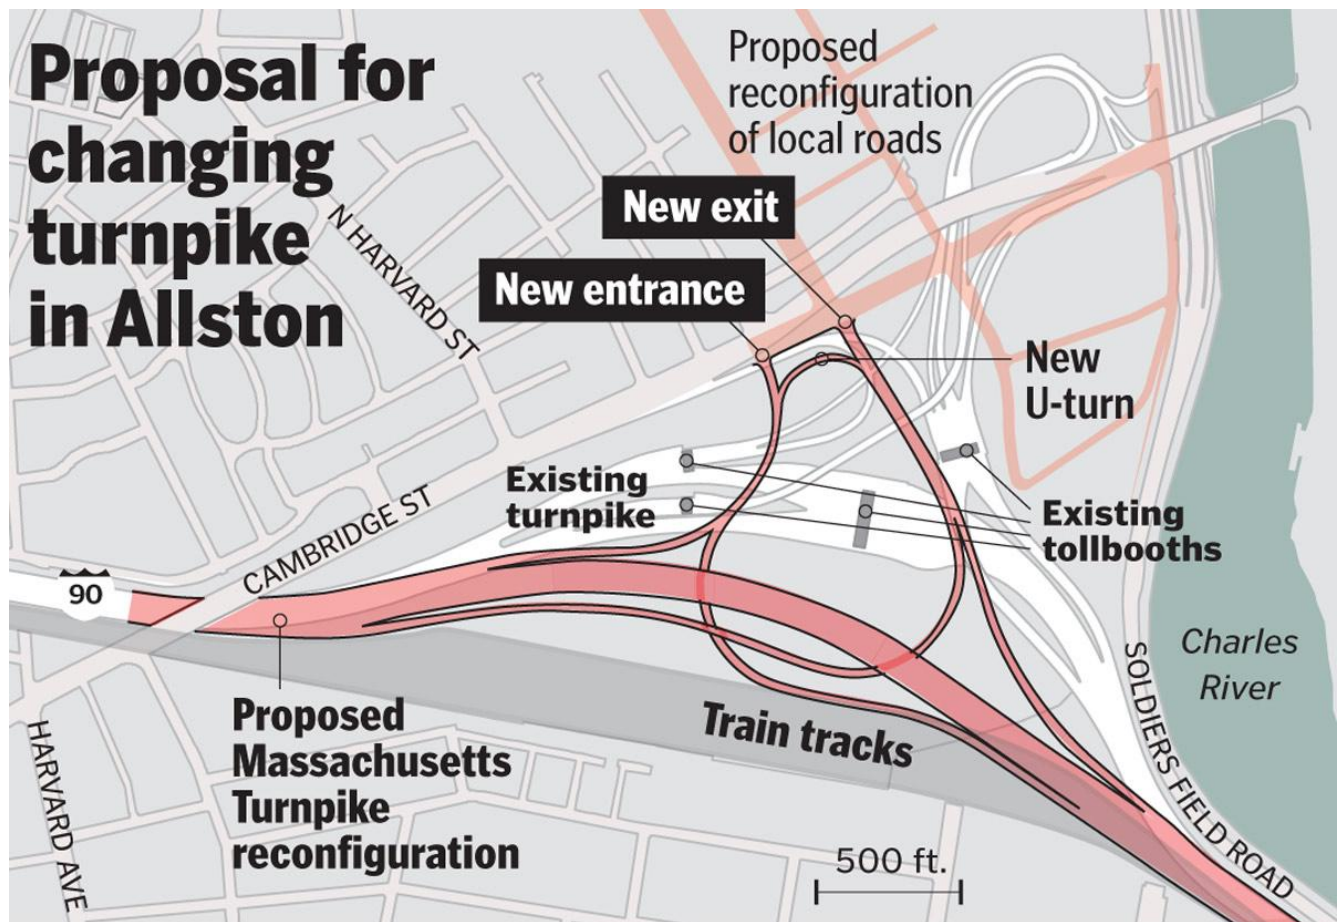 Proposal for
changing
turnpike
in Allston
Proposed
reconfiguration
of local roads
New exit
N HARVARD ST
New entrance
New
U-turn
Existing
turnpike
Existing
tollbooths
CAMBRIDGE ST
90
Charles
River
SOLDIERS FIELD ROAD
Proposed
Massachusetts
Turnpike
reconfiguration
Train tracks
HARVARD AVE
500 ft.